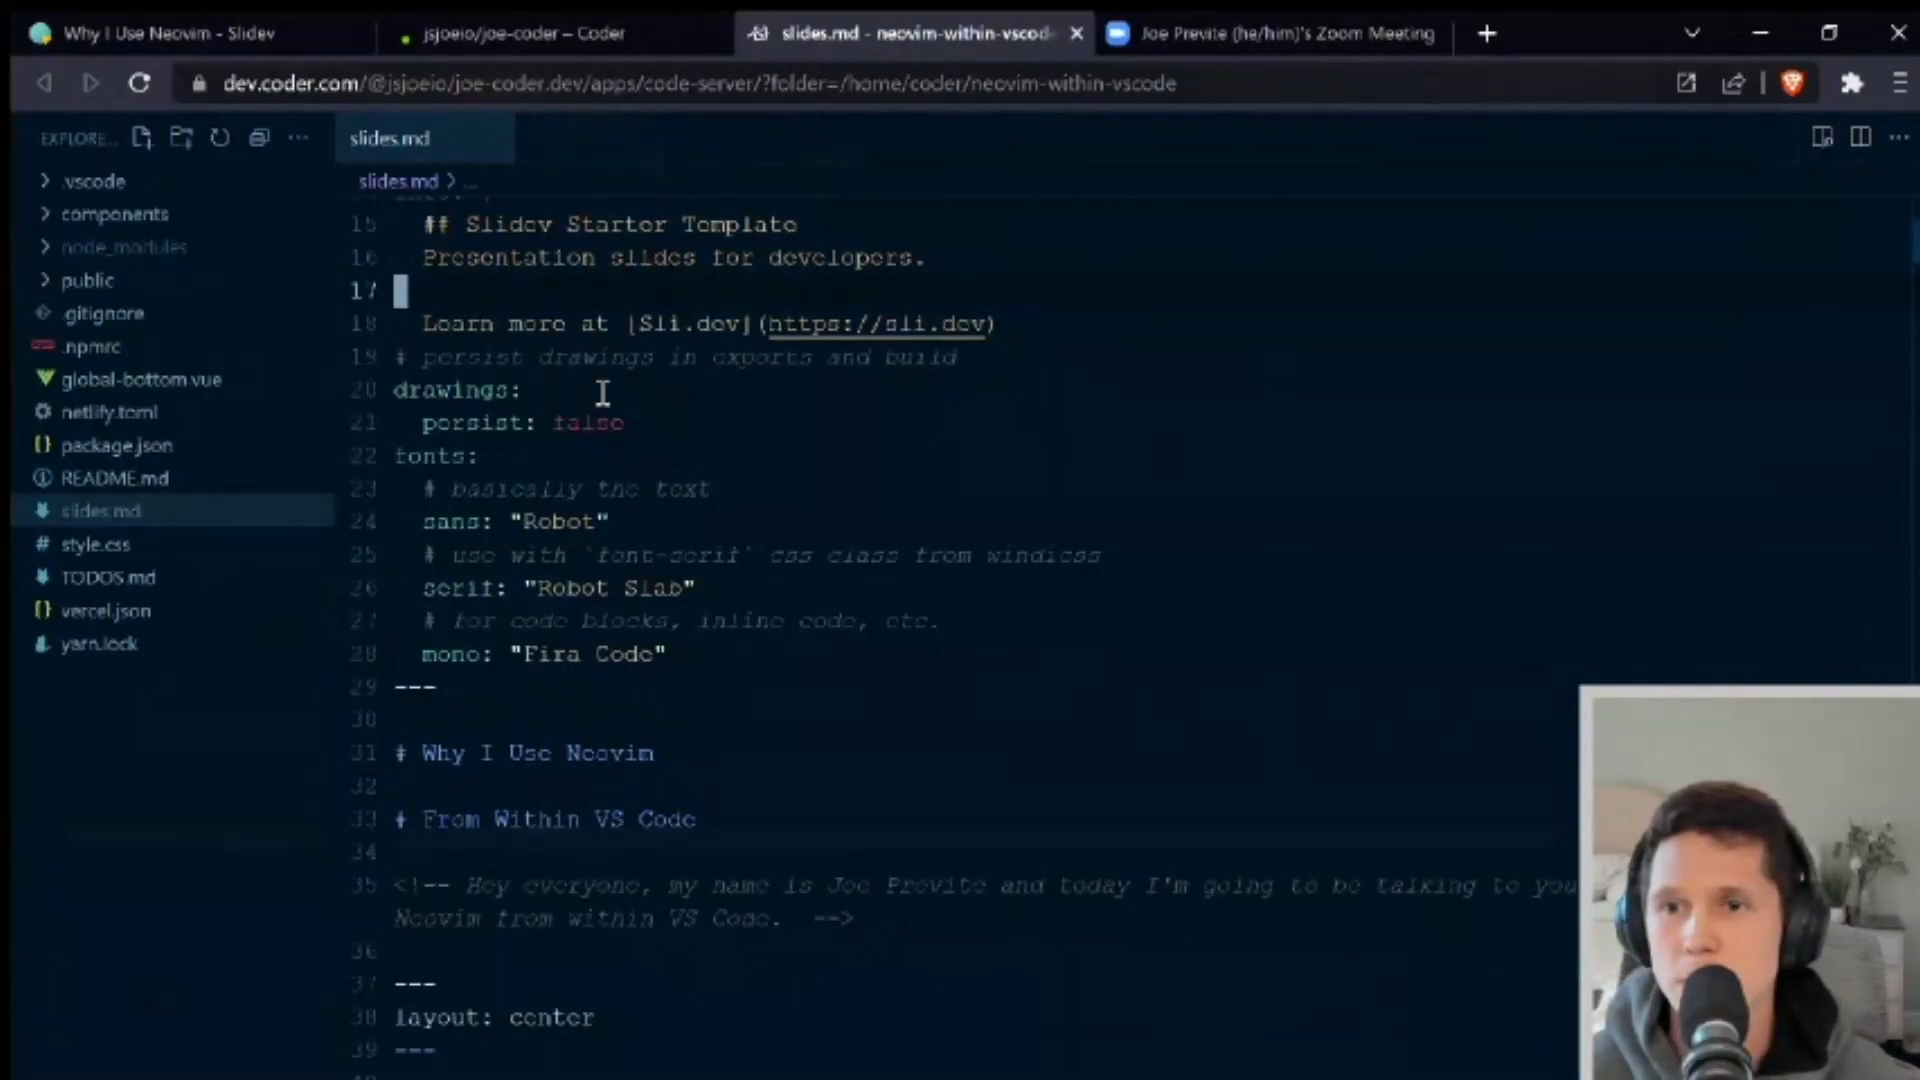 Why I Use Neovim - Slidev
jsjoeio/joe-coder – Coder
slides.md - neovim-within-vscod
Joe Previte (he/him)'s Zoom Meeting
dev.coder.com/@jsjoeio/joe-coder.dev/apps/code-server/?folder=/home/coder/neovim-within-vscode
EXPLORE...
slides.md
.vscode
components
node_modules
public
.gitignore
.npmrc
global-bottom.vue
netlify.toml
package.json
README.md
slides.md
style.css
TODOS.md
vercel.json
yarn.lock
slides.md > ...
15 ## Slidev Starter Template
16 Presentation slides for developers.
17
18 Learn more at [Sli.dev](https://sli.dev)
19 # persist drawings in exports and build
20 drawings:
21 persist: false
22 fonts:
23 # basically the text
24 sans: "Robot"
25 # use with `font-serif` css class from windicss
26 serif: "Robot Slab"
27 # for code blocks, inline code, etc.
28 mono: "Fira Code"
29 ---
30
31 # Why I Use Neovim
32
33 # From Within VS Code
34
35 <!-- Hey everyone, my name is Joe Previte and today I'm going to be talking to you
Neovim from within VS Code. -->
36
37 ---
38 layout: center
39 ---